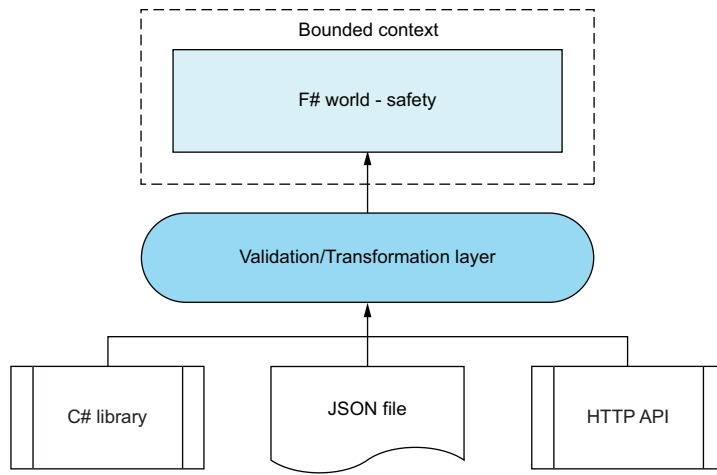 Bounded context
F# world - safety
Validation/Transformation layer
C# library
JSON file
HTTP API